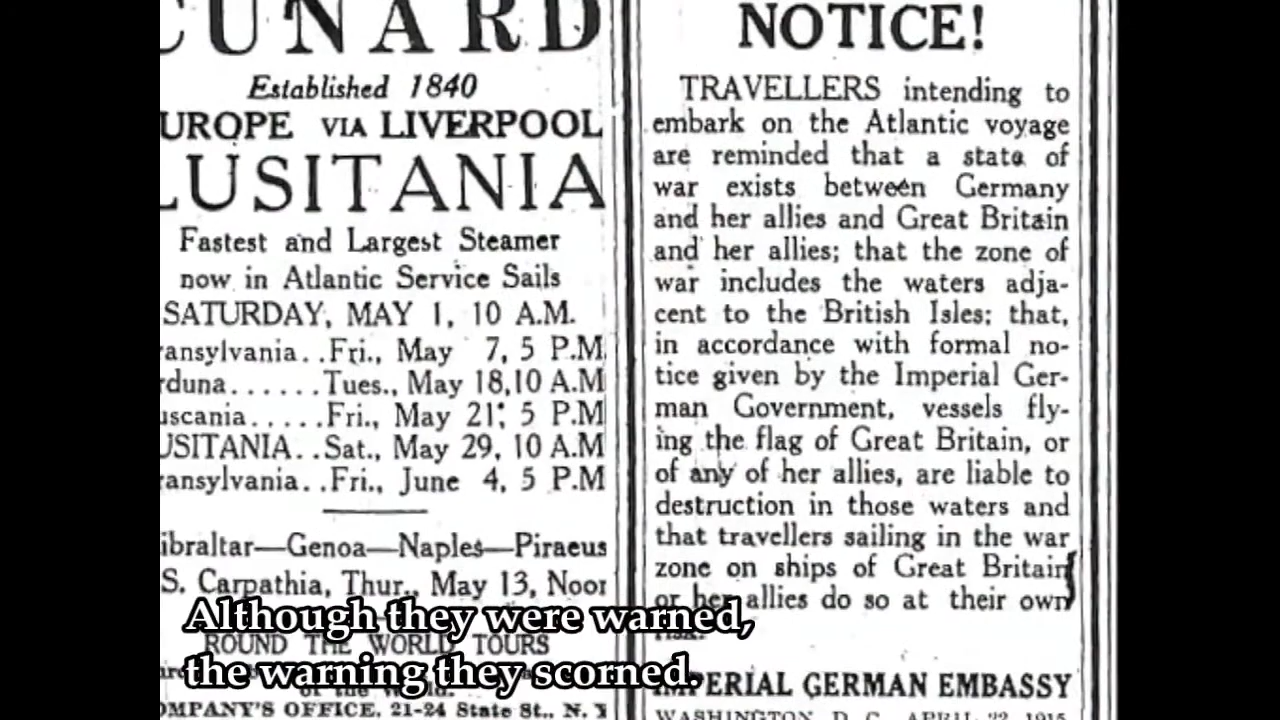 CUNARD
Established 1840
UROPE VIA LIVERPOOL
LUSITANIA
Fastest and Largest Steamer
now in Atlantic Service Sails
SATURDAY, MAY 1, 10 A.M.
ansylvania..Fri., May 7, 5 P.M
rduna......Tues., May 18,10 A.M
uscania.....Fri., May 21, 5 P.M
USITANIA..Sat., May 29, 10 A.M
ansylvania..Fri., June 4, 5 P.M
ibraltar—Genoa—Naples—Piraeus
S. Carpathia, Thur., May 13, Noon
ROUND THE WORLD TOURS
of the World.
OMPANY'S OFFICE, 21-24 State St., N. Y
NOTICE!
TRAVELLERS intending to
embark on the Atlantic voyage
are reminded that a state of
war exists between Germany
and her allies and Great Britain
and her allies; that the zone of
war includes the waters adja-
cent to the British Isles; that,
in accordance with formal no-
tice given by the Imperial Ger-
man Government, vessels fly-
ing the flag of Great Britain, or
of any of her allies, are liable to
destruction in those waters and
that travellers sailing in the war
zone on ships of Great Britain
or her allies do so at their own
risk.
IMPERIAL GERMAN EMBASSY
WASHINGTON, D. C., APRIL 22, 1915.
Although they were warned,
the warning they scorned.